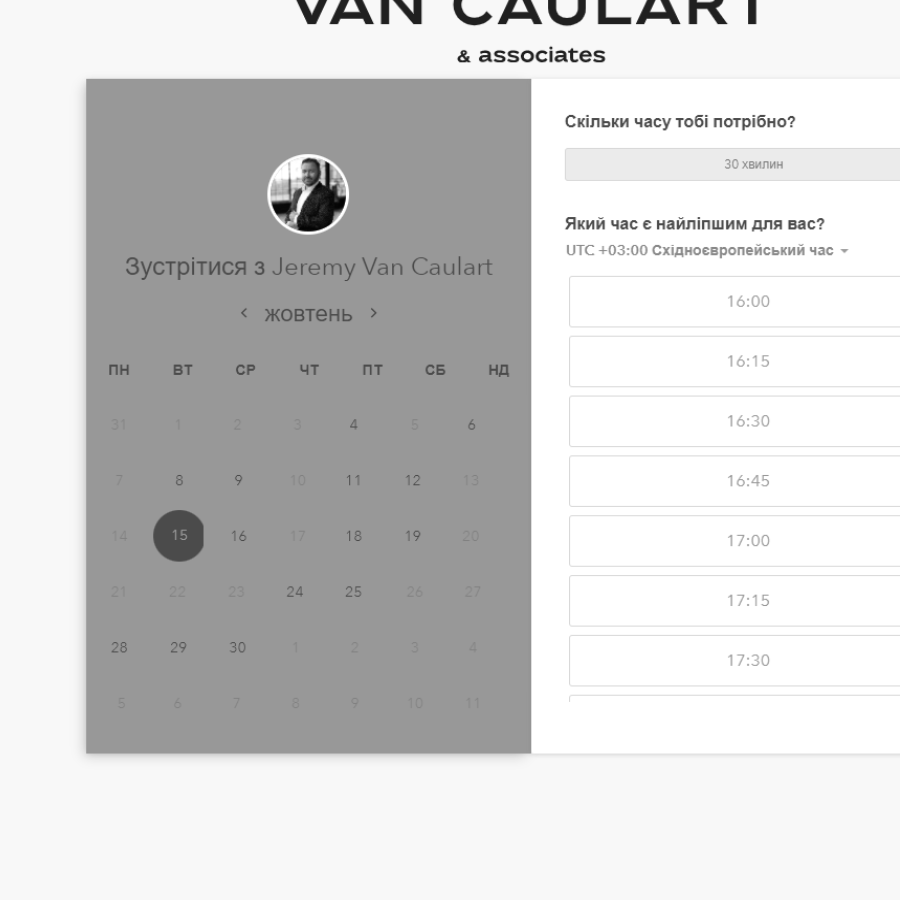 VAN CAULART
& associates
Зустрітися з Jeremy Van Caulart
жовтень
ПН ВТ СР ЧТ ПТ СБ НД
31 1 2 3 4 5 6
7 8 9 10 11 12 13
14 15 16 17 18 19 20
21 22 23 24 25 26 27
28 29 30 1 2 3 4
5 6 7 8 9 10 11
Скільки часу тобі потрібно?
30 хвилин
Який час є найліпшим для вас?
UTC +03:00 Східноєвропейський час
16:00
16:15
16:30
16:45
17:00
17:15
17:30